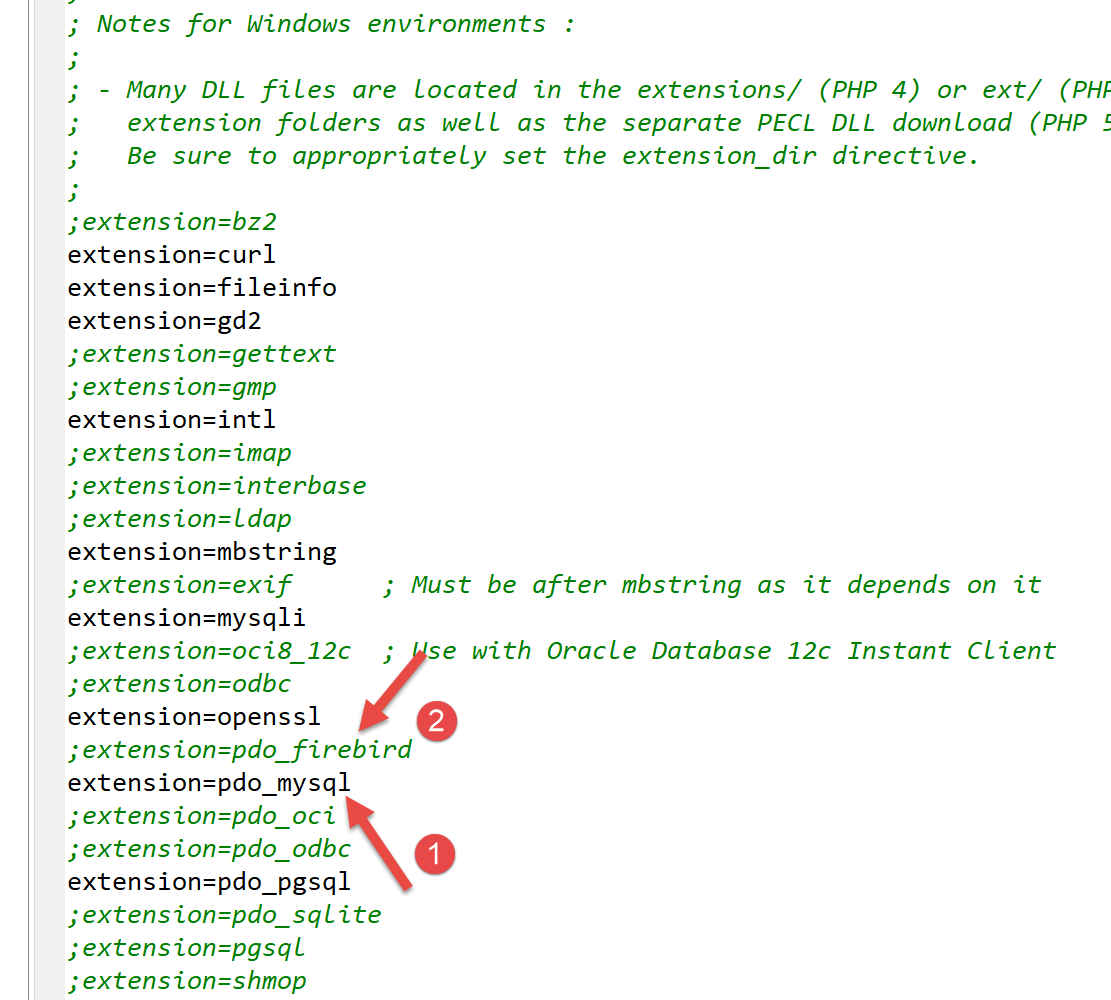 ;
; Notes for Windows environments :
;
; - Many DLL files are located in the extensions/ (PHP 4) or ext/ (PHP
;   extension folders as well as the separate PECL DLL download (PHP 5
;   Be sure to appropriately set the extension_dir directive.
;
;extension=bz2
extension=curl
extension=fileinfo
extension=gd2
;extension=gettext
;extension=gmp
extension=intl
;extension=imap
;extension=interbase
;extension=ldap
extension=mbstring
;extension=exif      ; Must be after mbstring as it depends on it
extension=mysqli
;extension=oci8_12c  ; Use with Oracle Database 12c Instant Client
;extension=odbc
extension=openssl
2
;extension=pdo_firebird
extension=pdo_mysql
;extension=pdo_oci
;extension=pdo_odbc
1
extension=pdo_pgsql
;extension=pdo_sqlite
;extension=pgsql
;extension=shmop